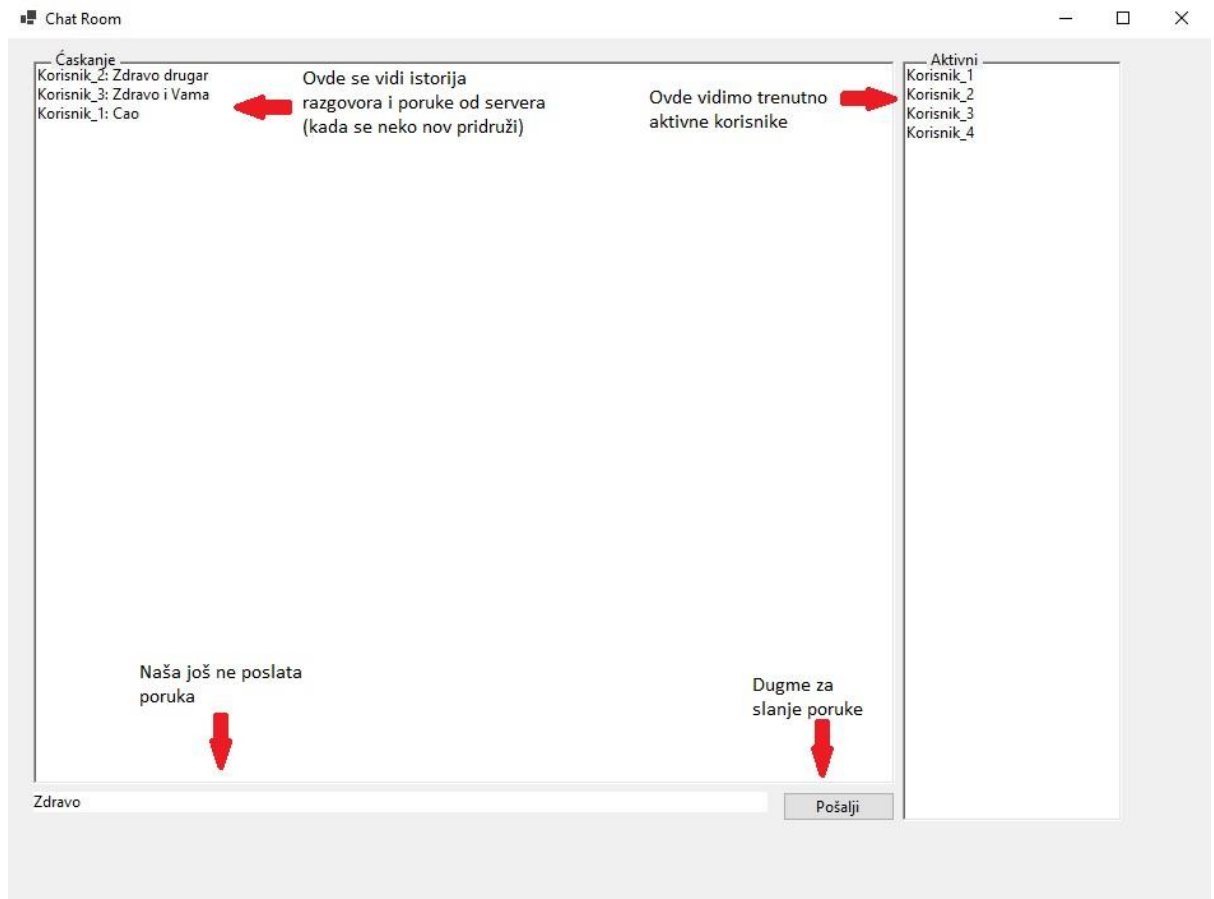 Chat Room
Ćaskanje
Korisnik_2: Zdravo drugar
Korisnik_3: Zdravo i Vama
Korisnik_1: Cao
Ovde se vidi istorija
razgovora i poruke od servera
(kada se neko nov pridruži)
Ovde vidimo trenutno
aktivne korisnike
Aktivni
Korisnik_1
Korisnik_2
Korisnik_3
Korisnik_4
Naša još ne poslata
poruka
Dugme za
slanje poruke
Zdravo
Pošalji